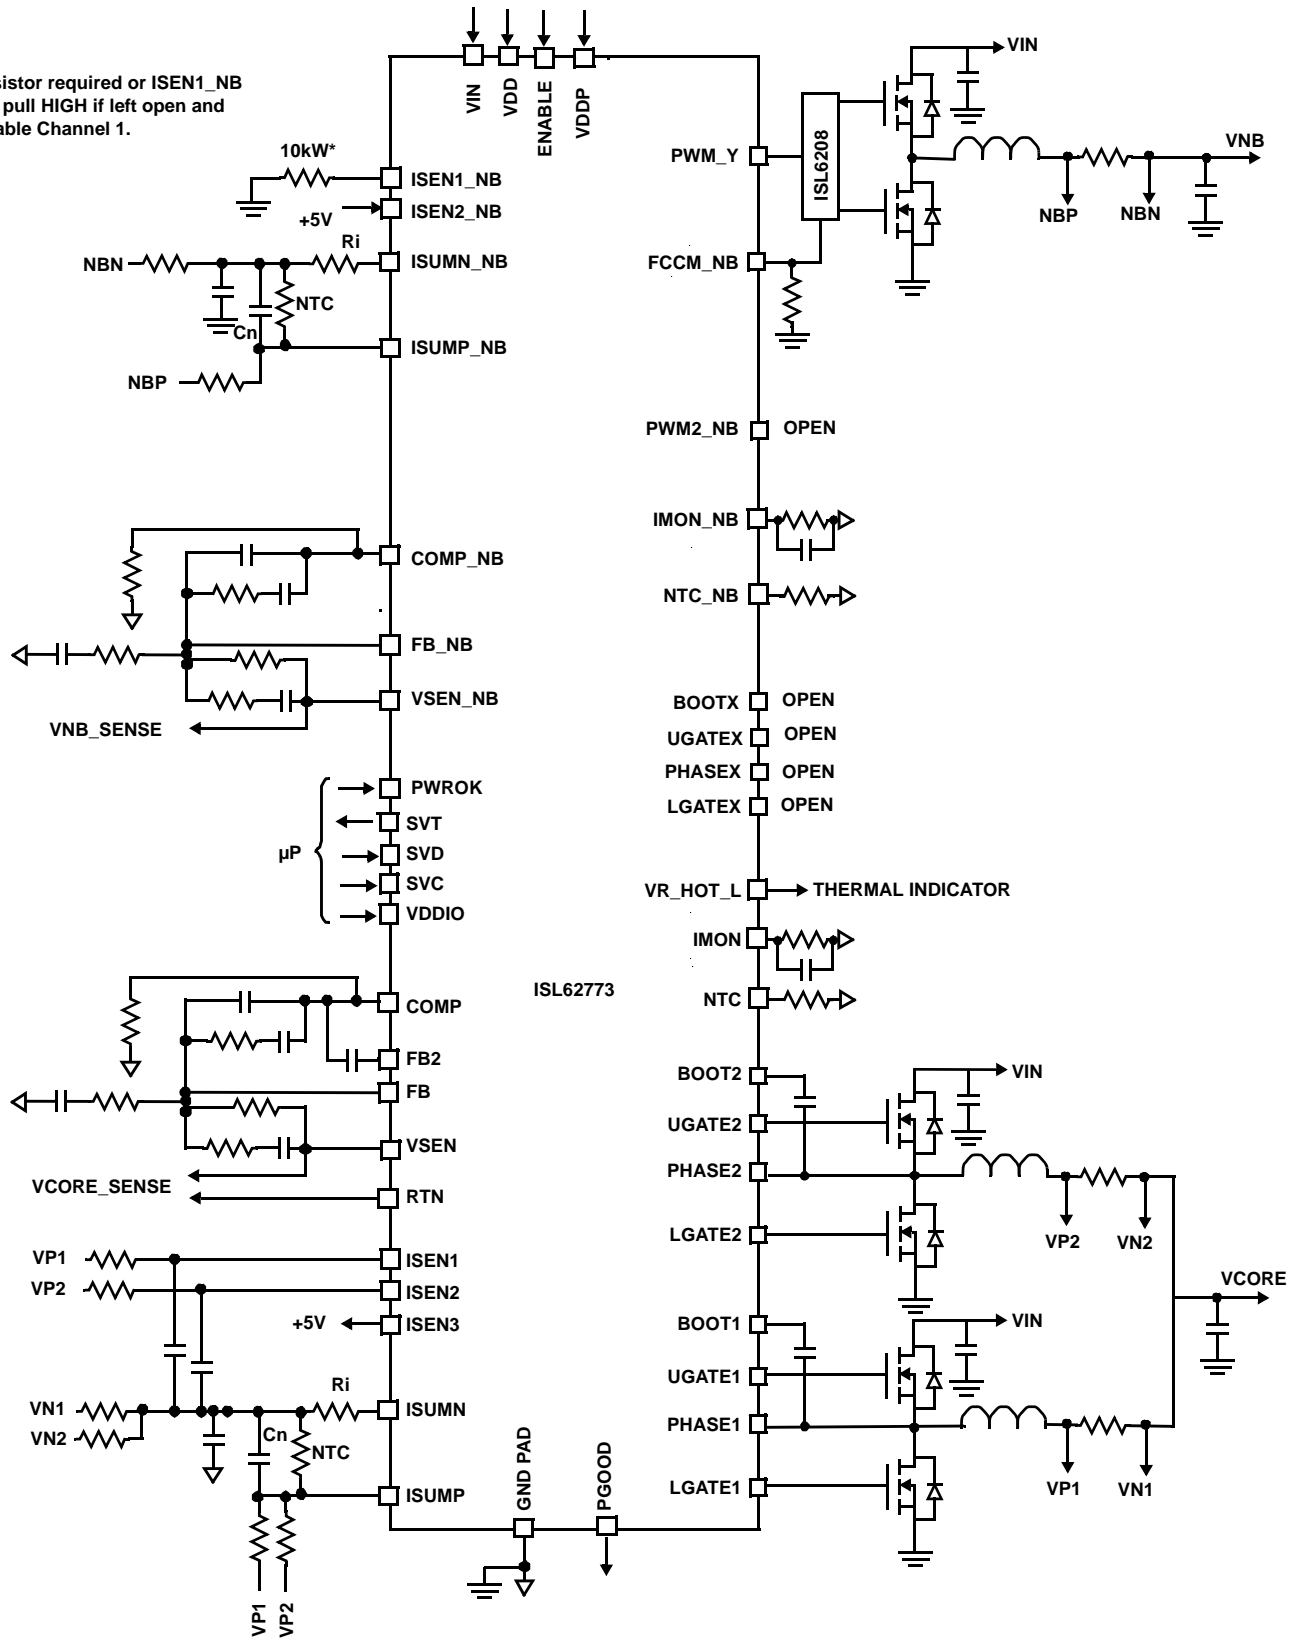 sistor required or ISEN1_NB
pull HIGH if left open and
able Channel 1.
VIN
VDD
ENABLE
VDDP
10kW*
ISEN1_NB
+5V
ISEN2_NB
NBN
Ri
ISUMN_NB
NTC
Cn
ISUMP_NB
NBP
PWM_Y
ISL6208
VIN
VNB
NBP
NBN
FCCM_NB
PWM2_NB
OPEN
IMON_NB
NTC_NB
COMP_NB
FB_NB
VSEN_NB
VNB_SENSE
BOOTX
OPEN
UGATEX
OPEN
PHASEX
OPEN
LGATEX
OPEN
µP
PWROK
SVT
SVD
SVC
VDDIO
VR_HOT_L
THERMAL INDICATOR
IMON
NTC
ISL62773
COMP
FB2
FB
VSEN
VCORE_SENSE
RTN
BOOT2
VIN
UGATE2
PHASE2
LGATE2
VP2
VN2
VCORE
VP1
ISEN1
VP2
ISEN2
+5V
ISEN3
BOOT1
VIN
UGATE1
PHASE1
LGATE1
VP1
VN1
VN1
VN2
Ri
ISUMN
Cn
NTC
ISUMP
VP1
VP2
GND PAD
PGOOD